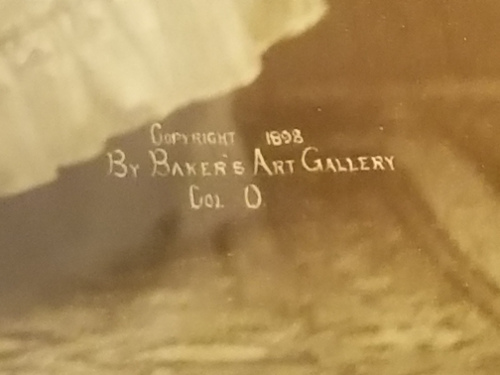 COPYRIGHT 1898
BY BAKER'S ART GALLERY
COL O.